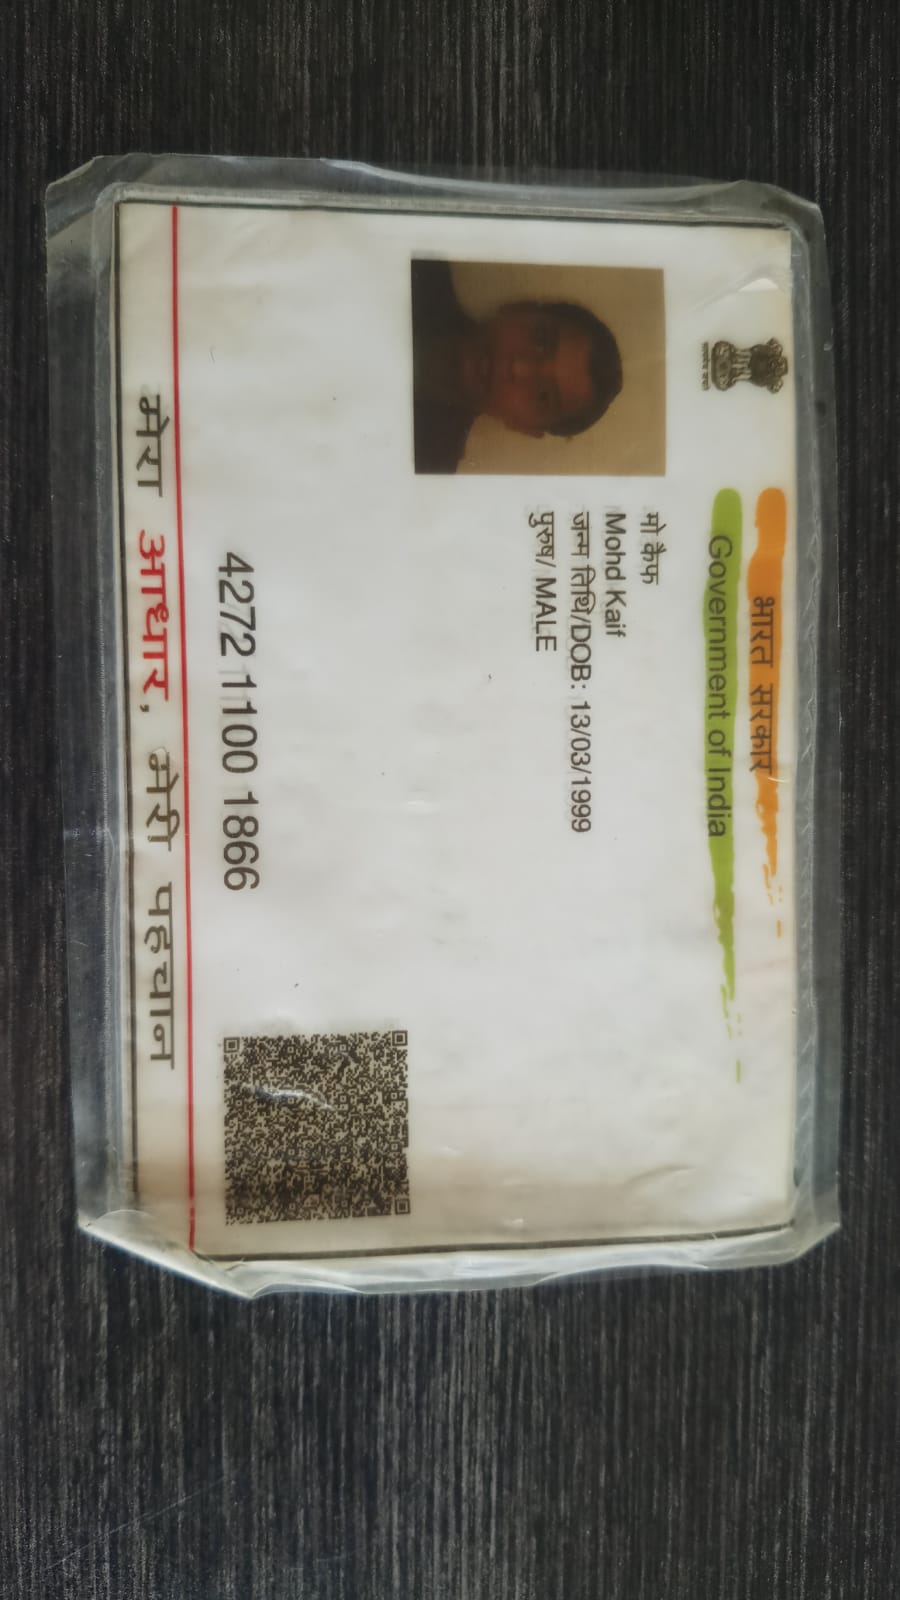 भारत सरकार
Government of India
मो कैफ
Mohd Kaif
जन्म तिथि/DOB: 13/03/1999
पुरुष/ MALE
4272 1100 1866
मेरा आधार, मेरी पहचान